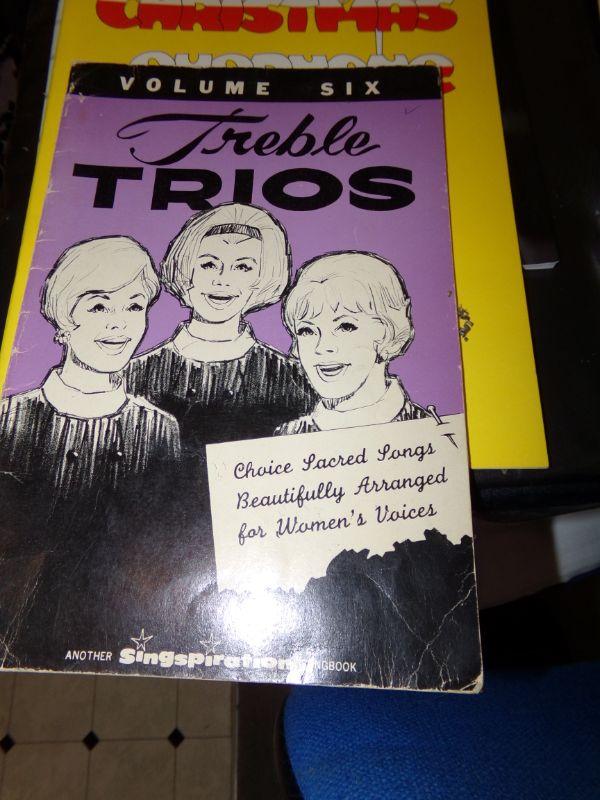 CHRISTMAS
VOLUME SIX
Treble
TRIOS
Choice Sacred Songs
Beautifully Arranged
for Women's Voices
ANOTHER Singspiration SONGBOOK